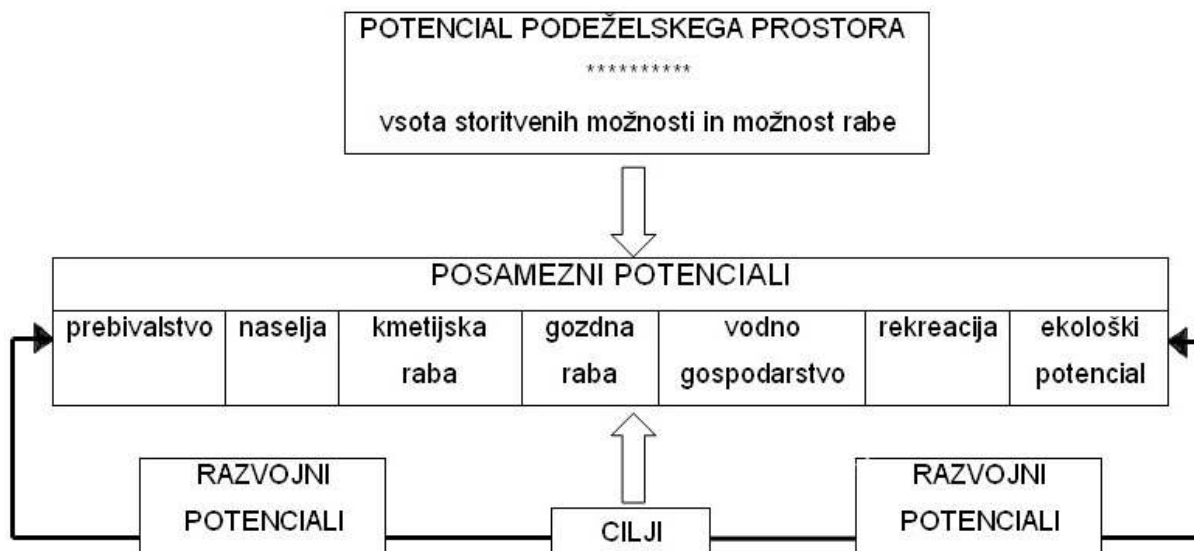 POTENCIAL PODEŽELSKEGA PROSTORA
**********
vsota storitvenih možnosti in možnost rabe
POSAMEZNI POTENCIALI
prebivalstvo
naselja
kmetijska
raba
gozdna
raba
vodno
gospodarstvo
rekreacija
ekološki
potencial
RAZVOJNI
POTENCIALI
CILJI
RAZVOJNI
POTENCIALI